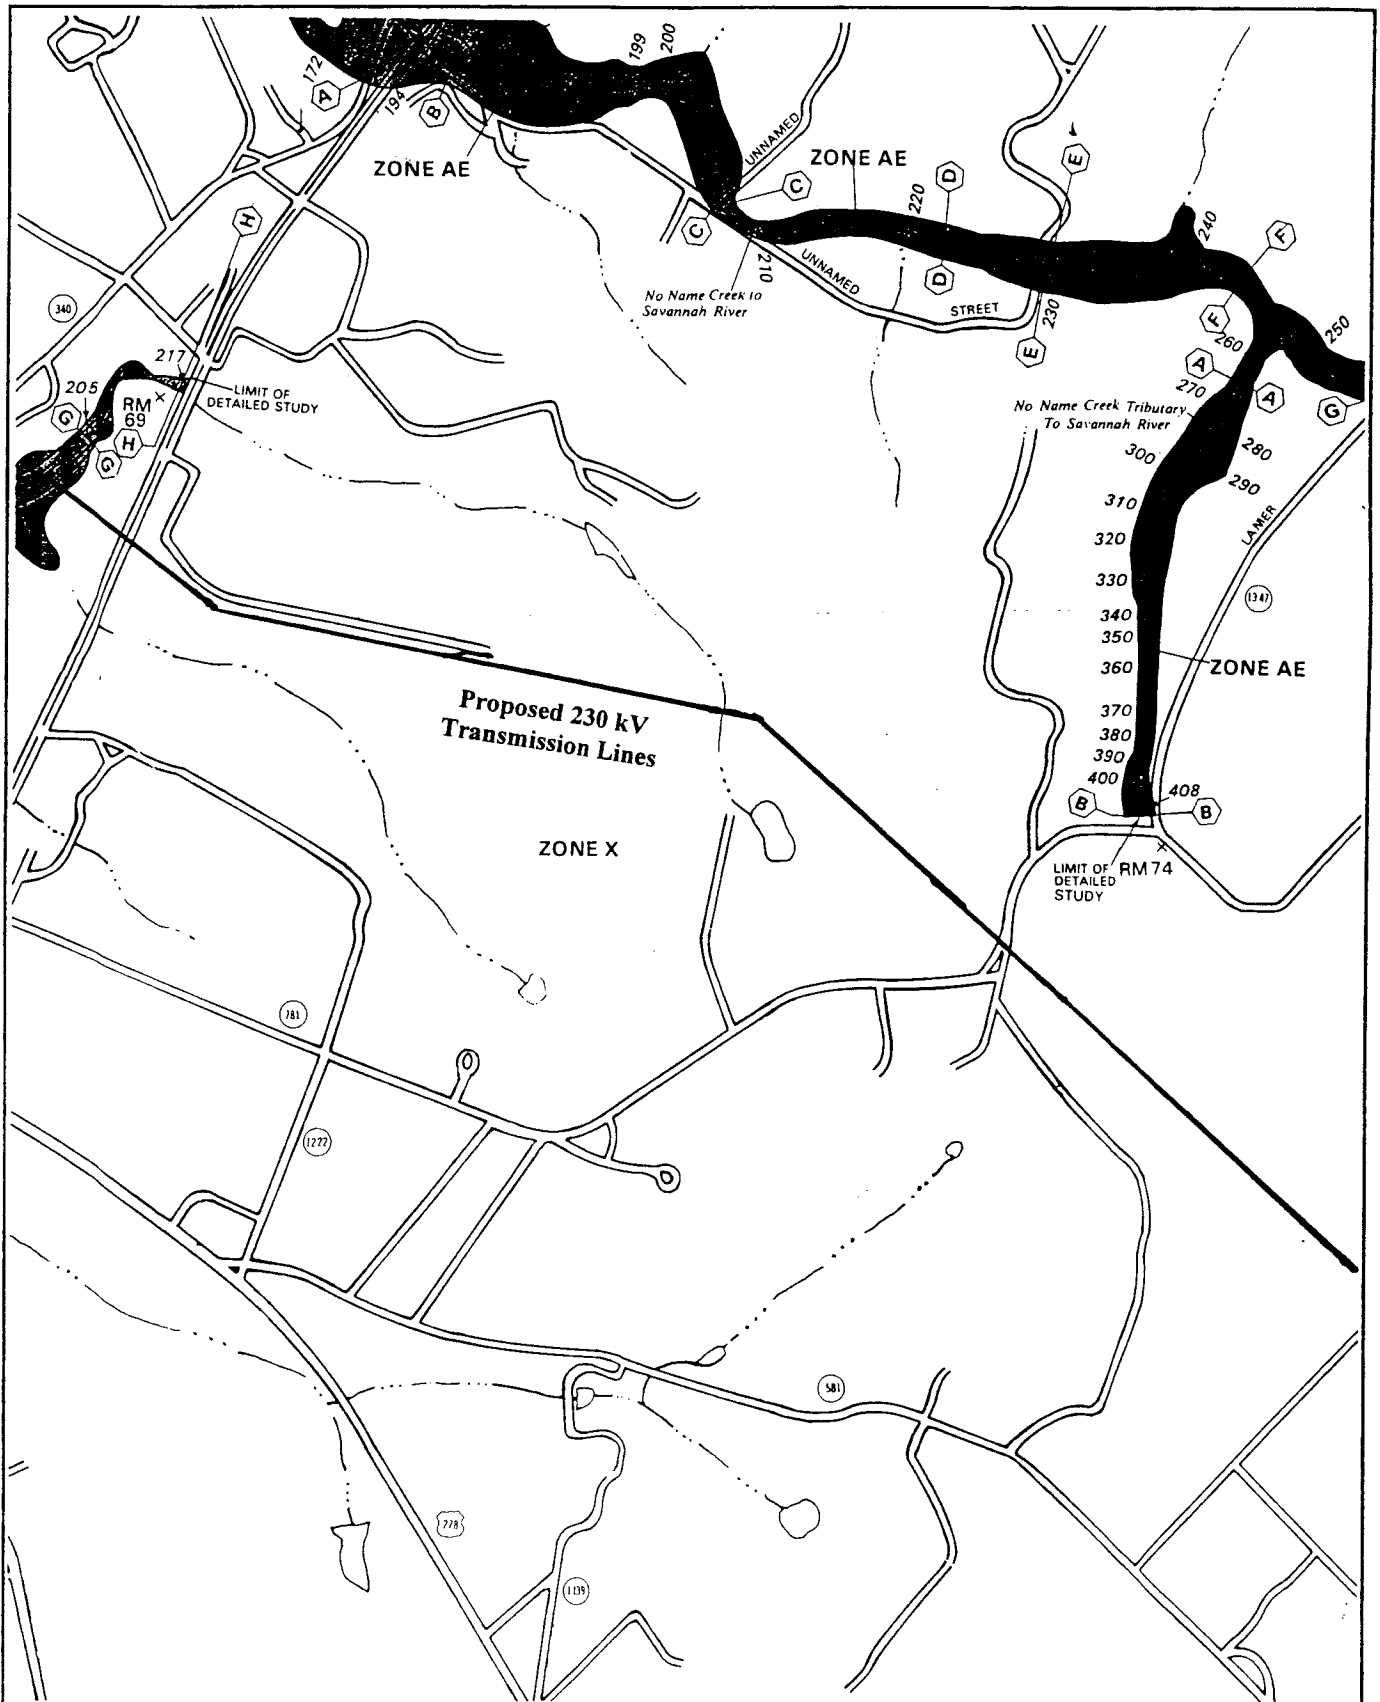 172
A
194
B
199
200
ZONE AE
UNNAMED
ZONE AE
C
C
D
220
D
E
240
F
H
210
UNNAMED
STREET
No Name Creek to
Savannah River
230
E
F
260
250
340
217
205
G
RM
69
H
G
LIMIT OF
DETAILED STUDY
A
270
A
G
No Name Creek Tributary
To Savannah River
300
280
290
310
LAMER
320
330
1347
340
350
360
ZONE AE
370
380
390
400
408
B
B
Proposed 230 kV
Transmission Lines
ZONE X
LIMIT OF
DETAILED
STUDY
RM 74
781
1222
581
778
1139